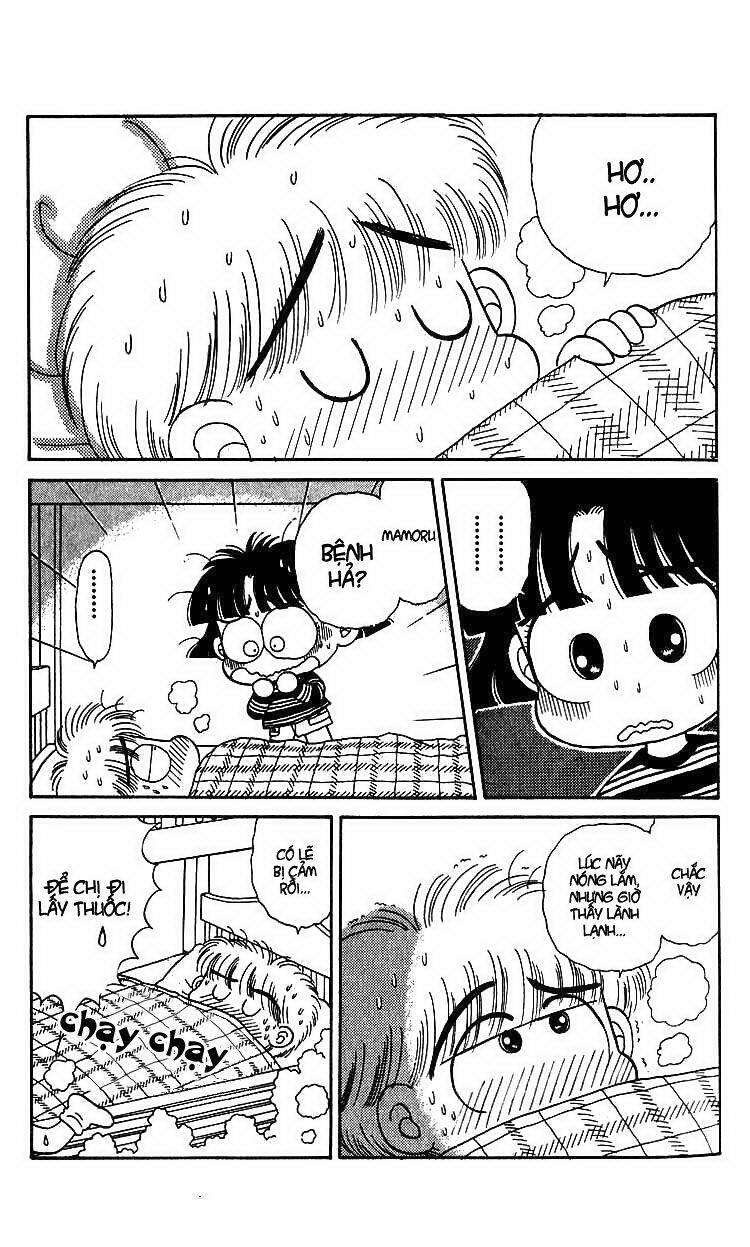 HƠ..
HƠ...
.........
MAMORU
BỆNH
HẢ?
......
CHẮC
VẬY
LÚC NÃY
NÓNG LẮM,
NHƯNG GIỜ
THẤY LÀNH
LẠNH...
CÓ LẼ
BỊ CẢM
RỒI...
ĐỂ CHỊ ĐI
LẤY THUỐC!
chạy chạy